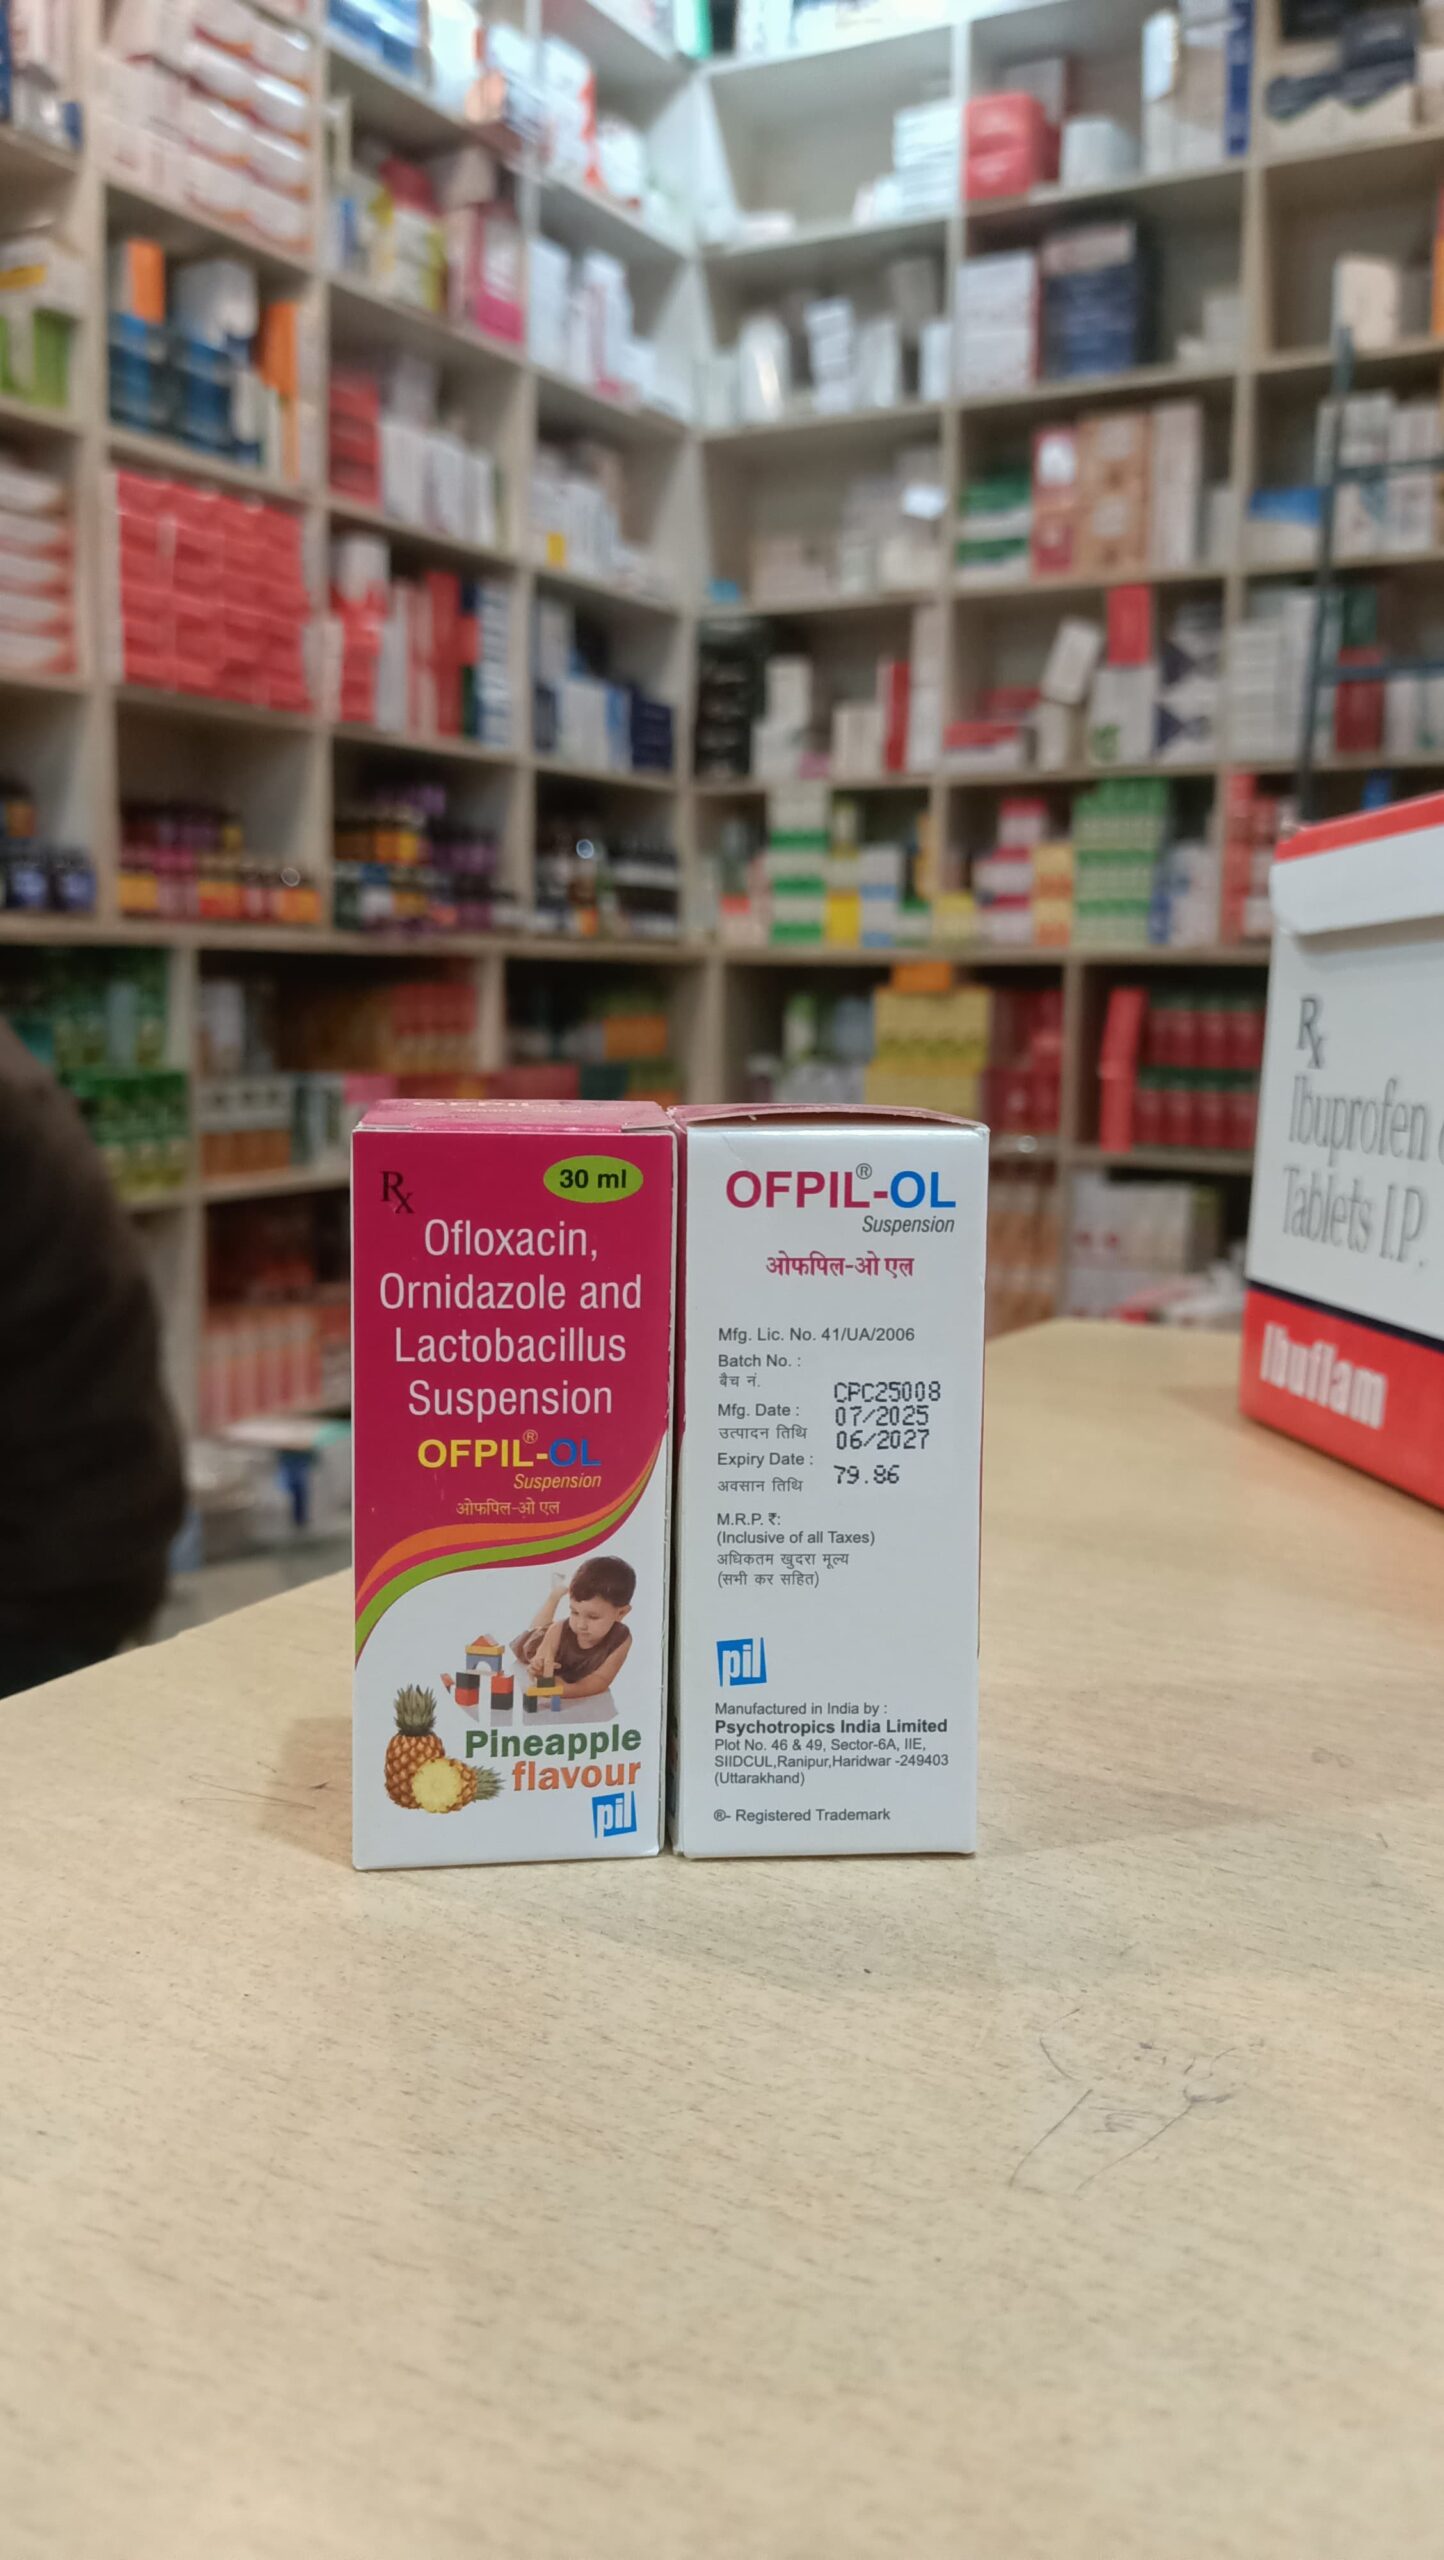 Rx
30 ml
Ofloxacin,
Ornidazole and
Lactobacillus
Suspension
OFPIL®-OL
Suspension
ओफपिल-ओ एल
Pineapple
flavour
pil
OFPIL®-OL
Suspension
ओफपिल-ओ एल
Mfg. Lic. No. 41/UA/2006
Batch No. :
बैच नं.
CPC25008
Mfg. Date :
07/2025
उत्पादन तिथि
06/2027
Expiry Date :
79.86
अवसान तिथि
M.R.P. ₹:
(Inclusive of all Taxes)
अधिकतम खुदरा मूल्य
(सभी कर सहित)
pil
Manufactured in India by :
Psychotropics India Limited
Plot No. 46 & 49, Sector-6A, IIE,
SIIDCUL,Ranipur,Haridwar -249403
(Uttarakhand)
®- Registered Trademark
Rx
Ibuprofen
Tablets I.P.
Ibuflam